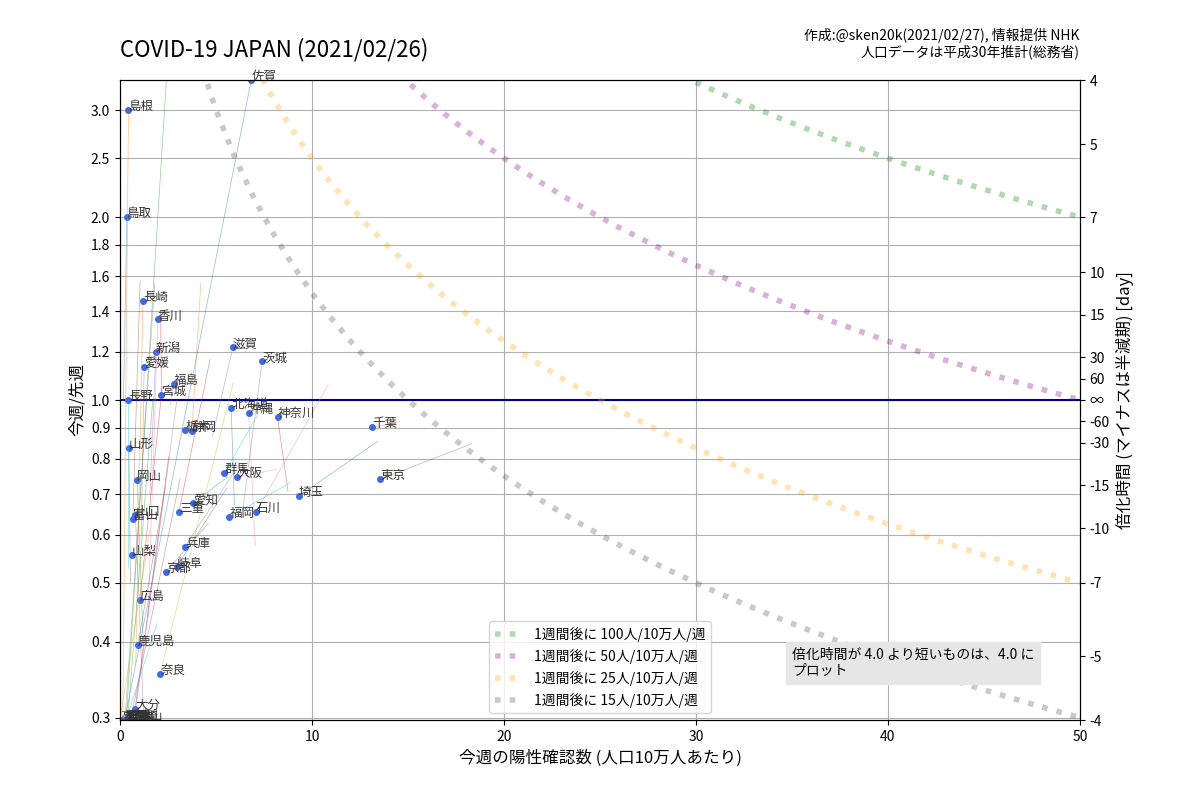 COVID-19 JAPAN (2021/02/26)
作成:@sken20k(2021/02/27), 情報提供 NHK
人口データは平成30年推計(総務省)
佐賀
島根
鳥取
長崎
香川
新潟
愛媛
滋賀
茨城
福島
宮城
長野
北海道
沖縄
神奈川
千葉
静岡
山形
岡山
群馬
大阪
東京
愛知
三重
埼玉
石川
福岡
山口
富山
兵庫
山梨
岐阜
京都
広島
鹿児島
奈良
大分
今週/先週
3.0
2.5
2.0
1.8
1.6
1.4
1.2
1.0
0.9
0.8
0.7
0.6
0.5
0.4
0.3
4
5
7
10
15
30
60
∞
-60
-30
-15
-10
-7
-5
-4
倍化時間 (マイナスは半減期) [day]
1週間後に 100人/10万人/週
1週間後に 50人/10万人/週
1週間後に 25人/10万人/週
1週間後に 15人/10万人/週
倍化時間が 4.0 より短いものは、4.0 に
プロット
0 10 20 30 40 50
今週の陽性確認数 (人口10万人あたり)